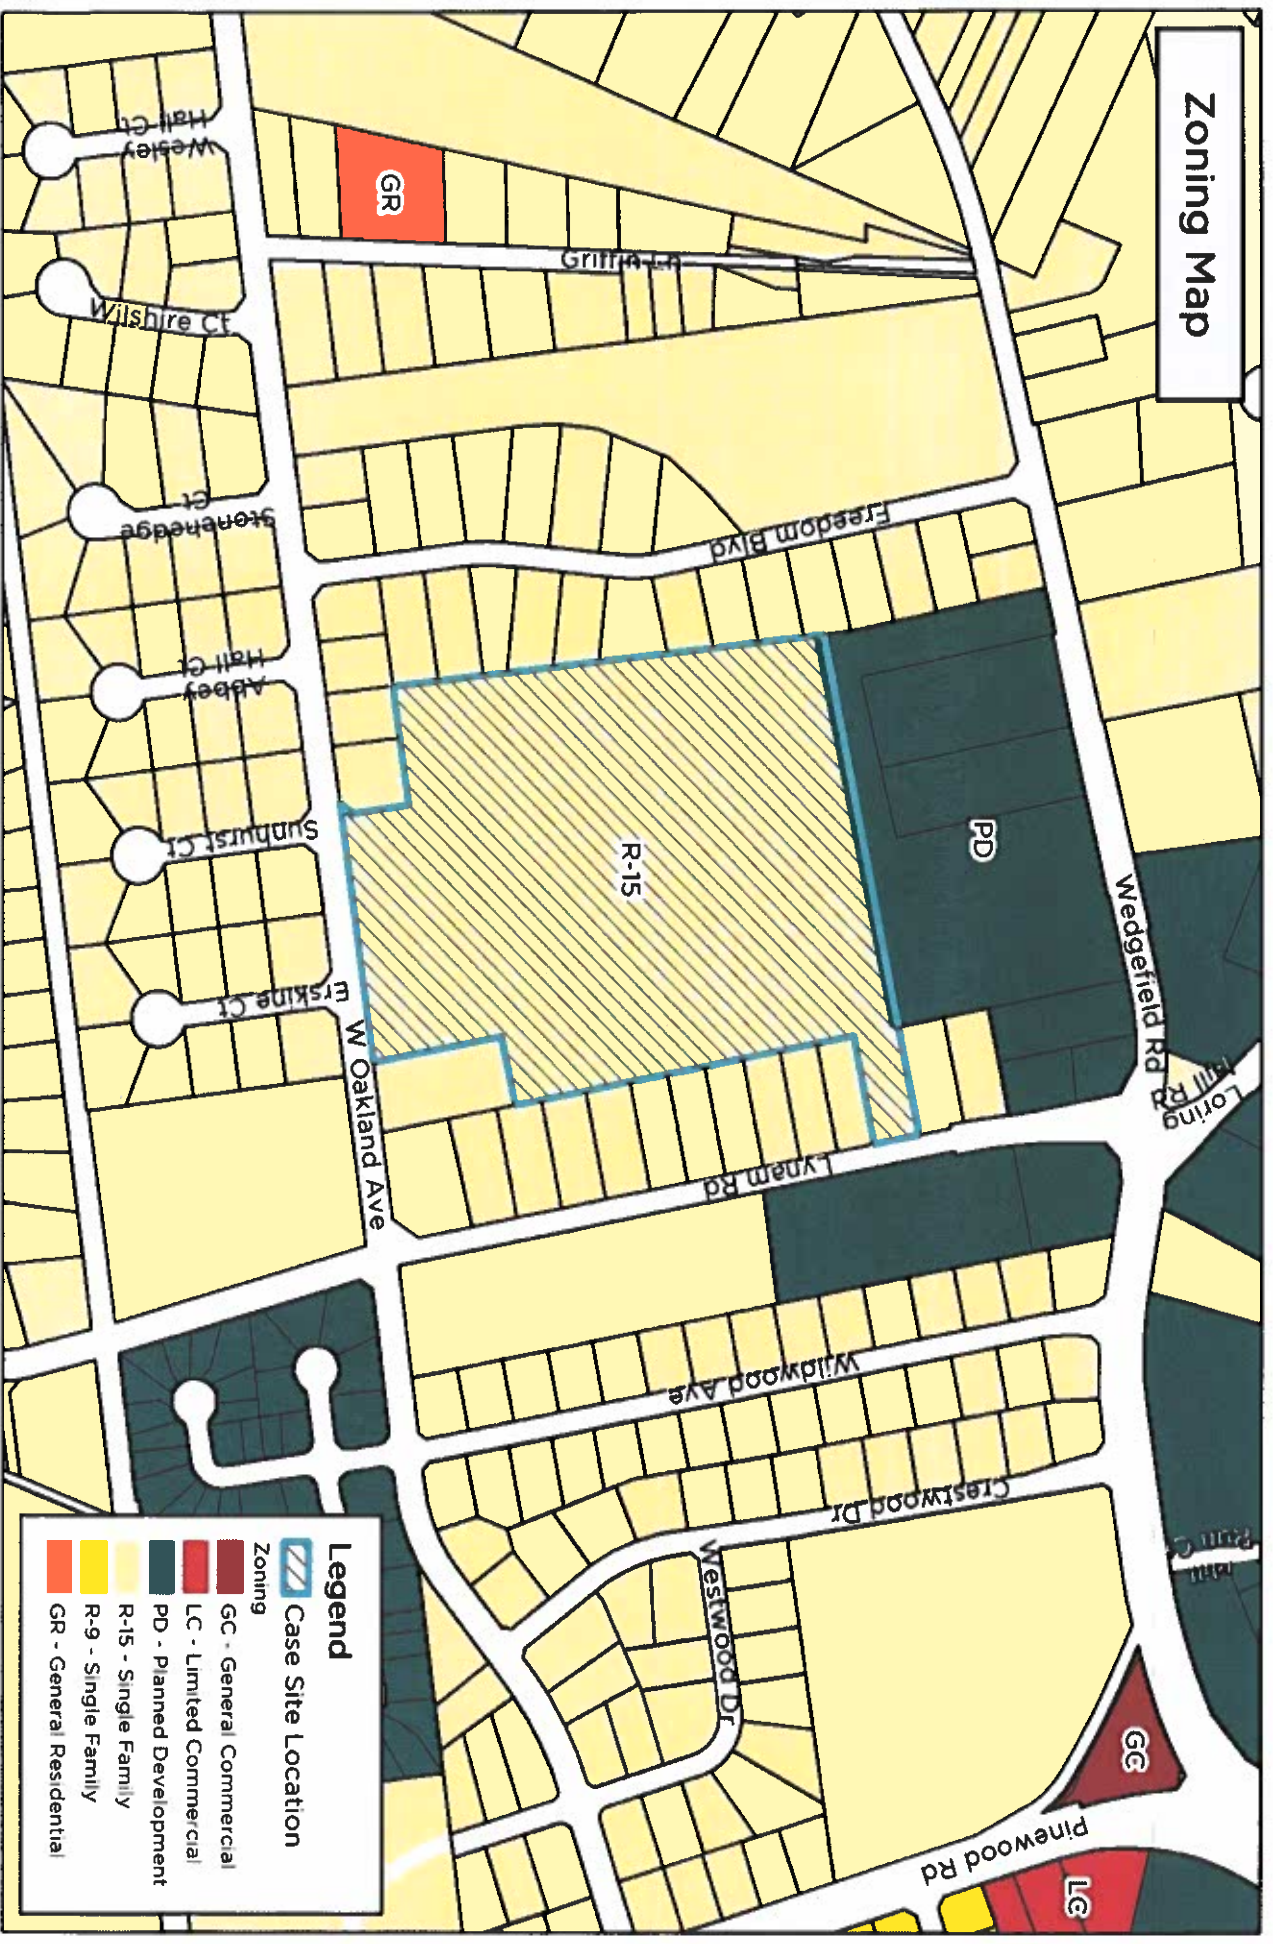 Zoning Map
Wesley
Hall Ct
Wilshire Ct
Stonehedge
Ct
Abbey
Hall Ct
Sunhurst Ct
Erskine Ct
GR
Griffin Ln
Freedom Blvd
R-15
PD
Wedgefield Rd
Loring
Mill Rd
W Oakland Ave
Lynam Rd
Wildwood Ave
Crestwood Dr
Westwood Dr
GC
Pinewood Rd
LC
Legend
Case Site Location
Zoning
GC - General Commercial
LC - Limited Commercial
PD - Planned Development
R-15 - Single Family
R-9 - Single Family
GR - General Residential